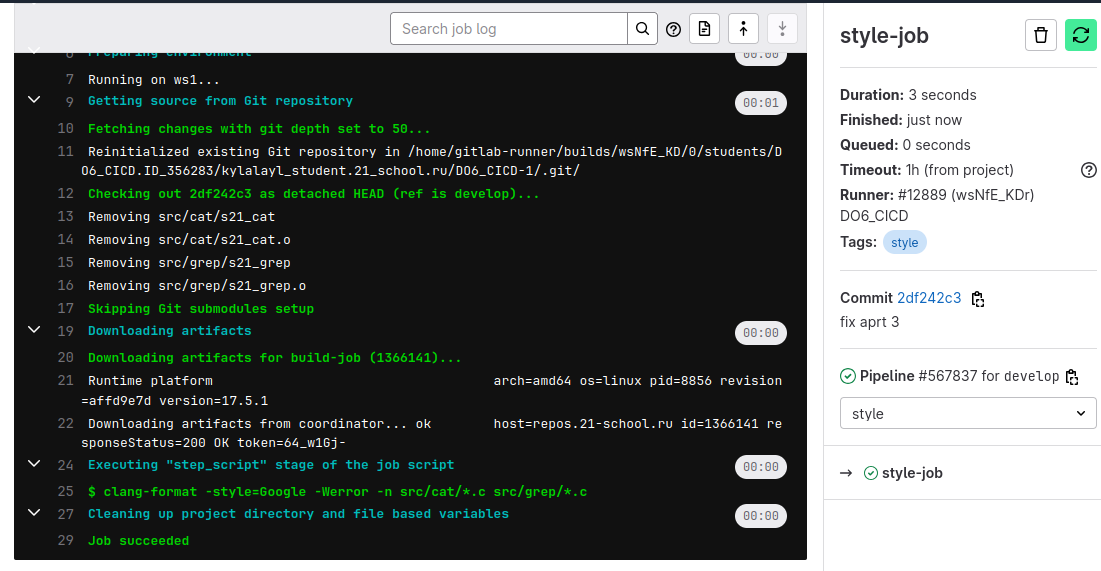 Search job log
6 Preparing environment 00:00
7 Running on ws1...
9 Getting source from Git repository 00:01
10 Fetching changes with git depth set to 50...
11 Reinitialized existing Git repository in /home/gitlab-runner/builds/wsNfE_KD/0/students/D
O6_CICD.ID_356283/kylalayl_student.21_school.ru/DO6_CICD-1/.git/
12 Checking out 2df242c3 as detached HEAD (ref is develop)...
13 Removing src/cat/s21_cat
14 Removing src/cat/s21_cat.o
15 Removing src/grep/s21_grep
16 Removing src/grep/s21_grep.o
17 Skipping Git submodules setup
19 Downloading artifacts 00:00
20 Downloading artifacts for build-job (1366141)...
21 Runtime platform arch=amd64 os=linux pid=8856 revision
=affd9e7d version=17.5.1
22 Downloading artifacts from coordinator... ok host=repos.21-school.ru id=1366141 re
sponseStatus=200 OK token=64_w1Gj-
24 Executing "step_script" stage of the job script 00:00
25 $ clang-format -style=Google -Werror -n src/cat/*.c src/grep/*.c
27 Cleaning up project directory and file based variables 00:00
29 Job succeeded
style-job
Duration: 3 seconds
Finished: just now
Queued: 0 seconds
Timeout: 1h (from project)
Runner: #12889 (wsNfE_KDr)
DO6_CICD
Tags: style
Commit 2df242c3
fix aprt 3
Pipeline #567837 for develop
style
→ style-job